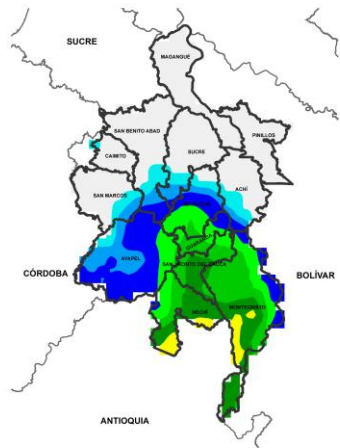 SUCRE
MAGANGUÉ
SAN BENITO ABAD
SUCRE
PINILLOS
CAIMITO
SAN MARCOS
ACHÍ
GUARANDA
AYAPEL
SAN JACINTO DEL CAUCA
CÓRDOBA
BOLÍVAR
NECHÍ
MONTECRISTO
ANTIOQUIA